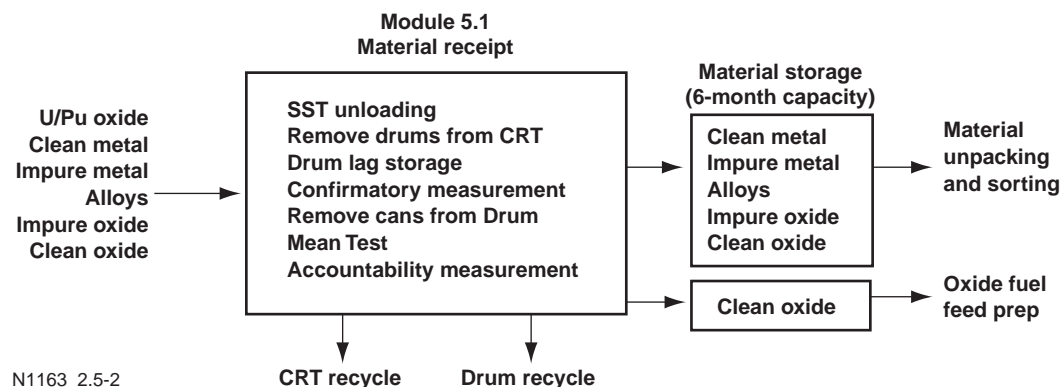 Module 5.1
Material receipt
U/Pu oxide
Clean metal
Impure metal
Alloys
Impure oxide
Clean oxide
SST unloading
Remove drums from CRT
Drum lag storage
Confirmatory measurement
Remove cans from Drum
Mean Test
Accountability measurement
Material storage
(6-month capacity)
Clean metal
Impure metal
Alloys
Impure oxide
Clean oxide
Material
unpacking
and sorting
Clean oxide
Oxide fuel
feed prep
CRT recycle
Drum recycle
N1163 2.5-2